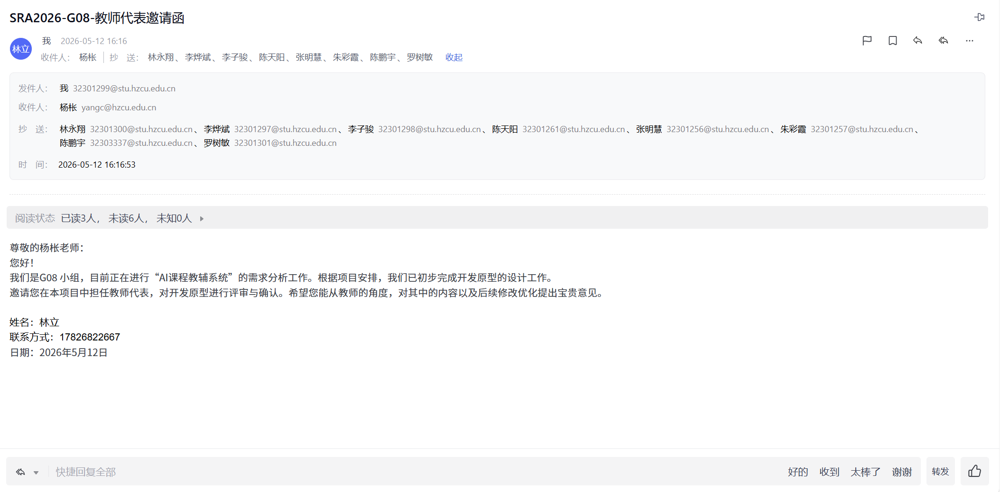 SRA2026-G08-教师代表邀请函
林立
我 2026-05-12 16:16
收件人： 杨枨 抄 送： 林永翔、李烨斌、李子骏、陈天阳、张明慧、朱彩霞、陈鹏宇、罗树敏 收起
发件人： 我 32301299@stu.hzcu.edu.cn
收件人： 杨枨 yangc@hzcu.edu.cn
抄 送： 林永翔 32301300@stu.hzcu.edu.cn、李烨斌 32301297@stu.hzcu.edu.cn、李子骏 32301298@stu.hzcu.edu.cn、陈天阳 32301261@stu.hzcu.edu.cn、张明慧 32301256@stu.hzcu.edu.cn、朱彩霞 32301257@stu.hzcu.edu.cn、
陈鹏宇 32303337@stu.hzcu.edu.cn、罗树敏 32301301@stu.hzcu.edu.cn
时 间： 2026-05-12 16:16:53
阅读状态 已读3人， 未读6人， 未知0人
尊敬的杨枨老师：
您好！
我们是G08 小组，目前正在进行“AI课程教辅系统”的需求分析工作。根据项目安排，我们已初步完成开发原型的设计工作。
邀请您在本项目中担任教师代表，对开发原型进行评审与确认。希望您能从教师的角度，对其中的内容以及后续修改优化提出宝贵意见。
姓名：林立
联系方式：17826822667
日期：2026年5月12日
快捷回复全部 好的 收到 太棒了 谢谢 转发